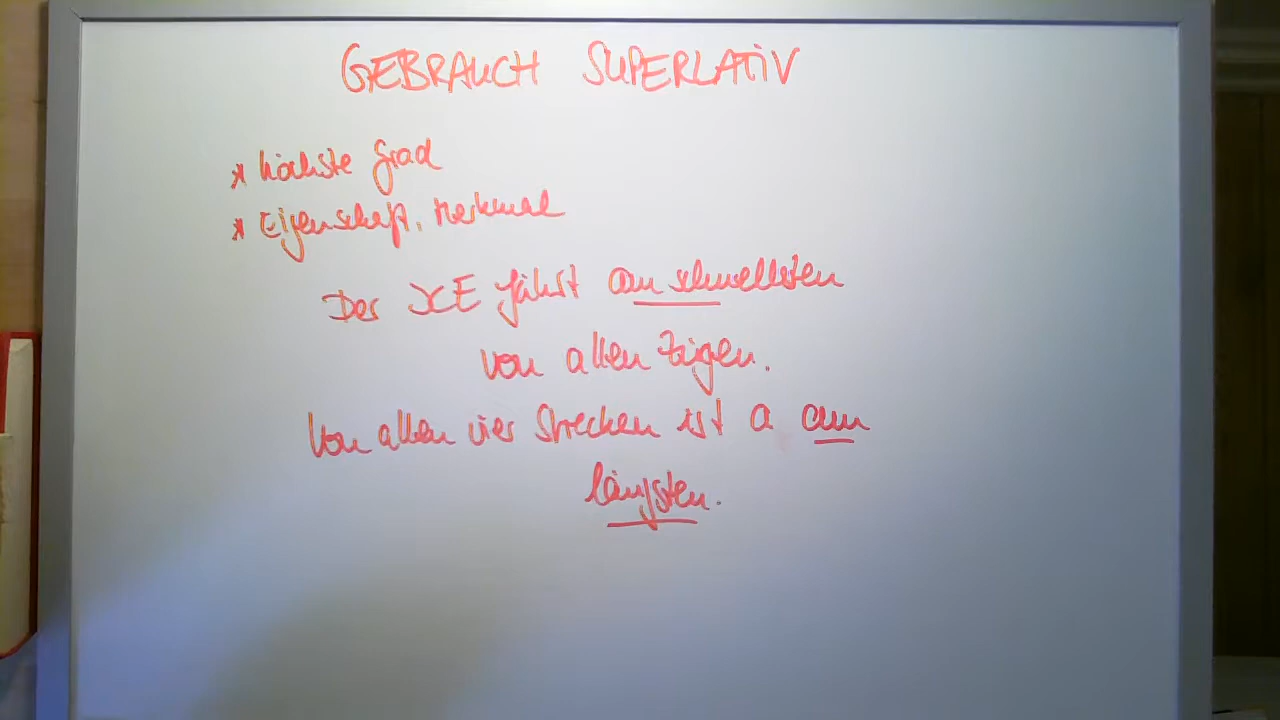 GEBRAUCH SUPERLATIV
* höchste Grad
* Eigenschaft, Merkmal
Der ICE fährt am schnellsten
von allen Zügen.
Von allen vier Strecken ist a am
längsten.